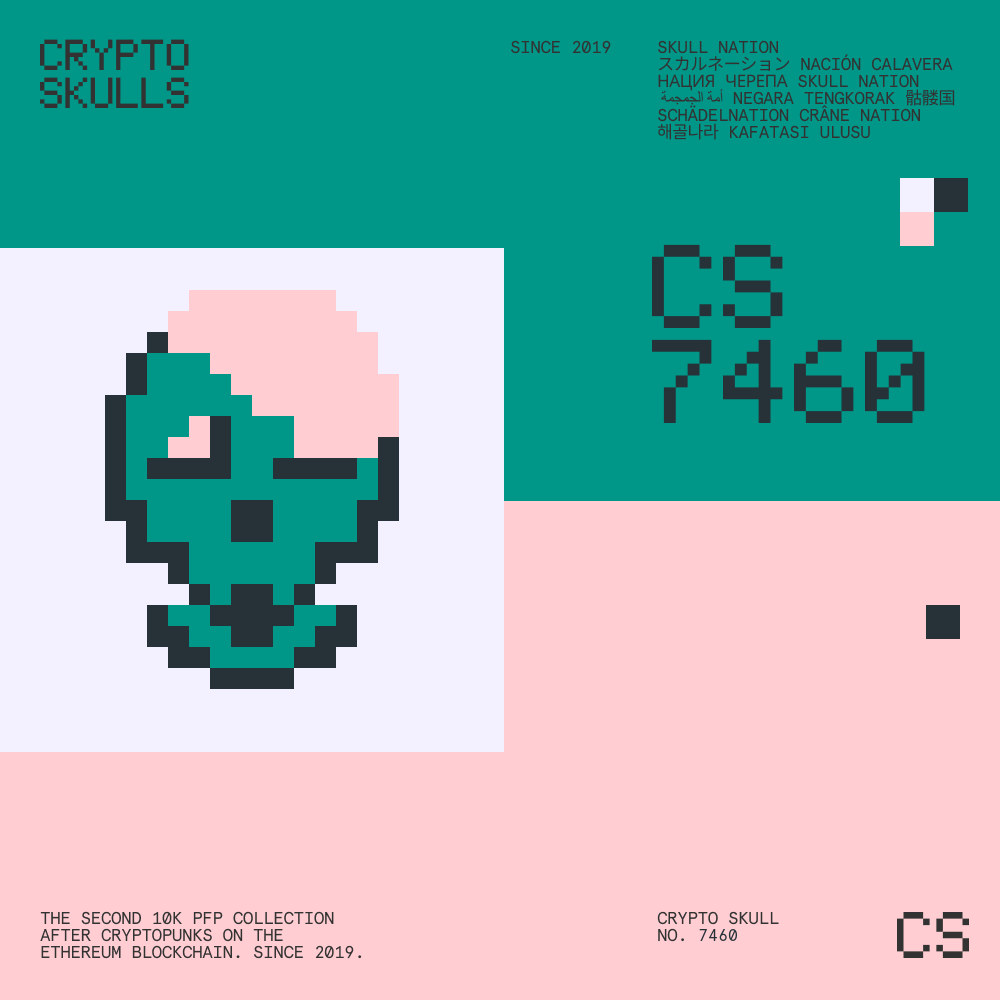 CRYPTO
SKULLS
SINCE 2019
SKULL NATION
スカルネーション NACIÓN CALAVERA
НАЦИЯ ЧЕРЕПА SKULL NATION
أمة الجمجمة NEGARA TENGKORAK 骷髅国
SCHÄDELNATION CRÂNE NATION
해골나라 KAFATASI ULUSU
CS
7460
THE SECOND 10K PFP COLLECTION
AFTER CRYPTOPUNKS ON THE
ETHEREUM BLOCKCHAIN. SINCE 2019.
CRYPTO SKULL
NO. 7460
CS